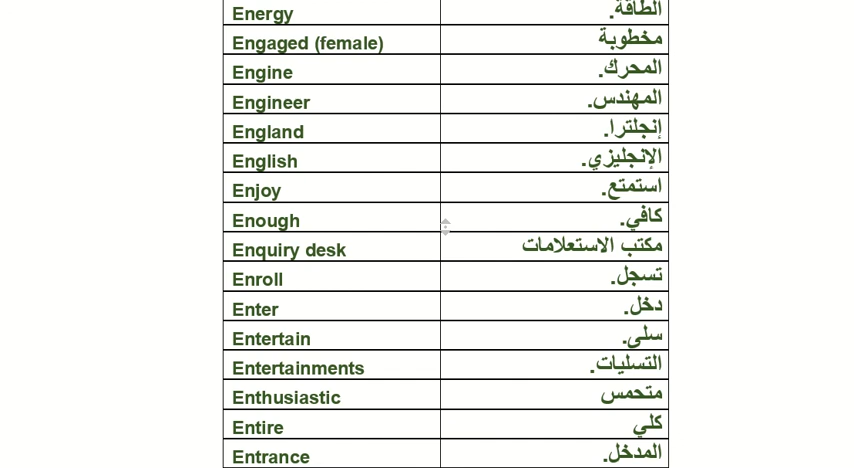 Energy الطاقة.
Engaged (female) مخطوبة
Engine المحرك.
Engineer المهندس.
England إنجلترا.
English الإنجليزي.
Enjoy استمتع.
Enough كافي.
Enquiry desk مكتب الاستعلامات
Enroll تسجل.
Enter دخل.
Entertain سلى.
Entertainments التسليات.
Enthusiastic متحمس
Entire كلي
Entrance المدخل.